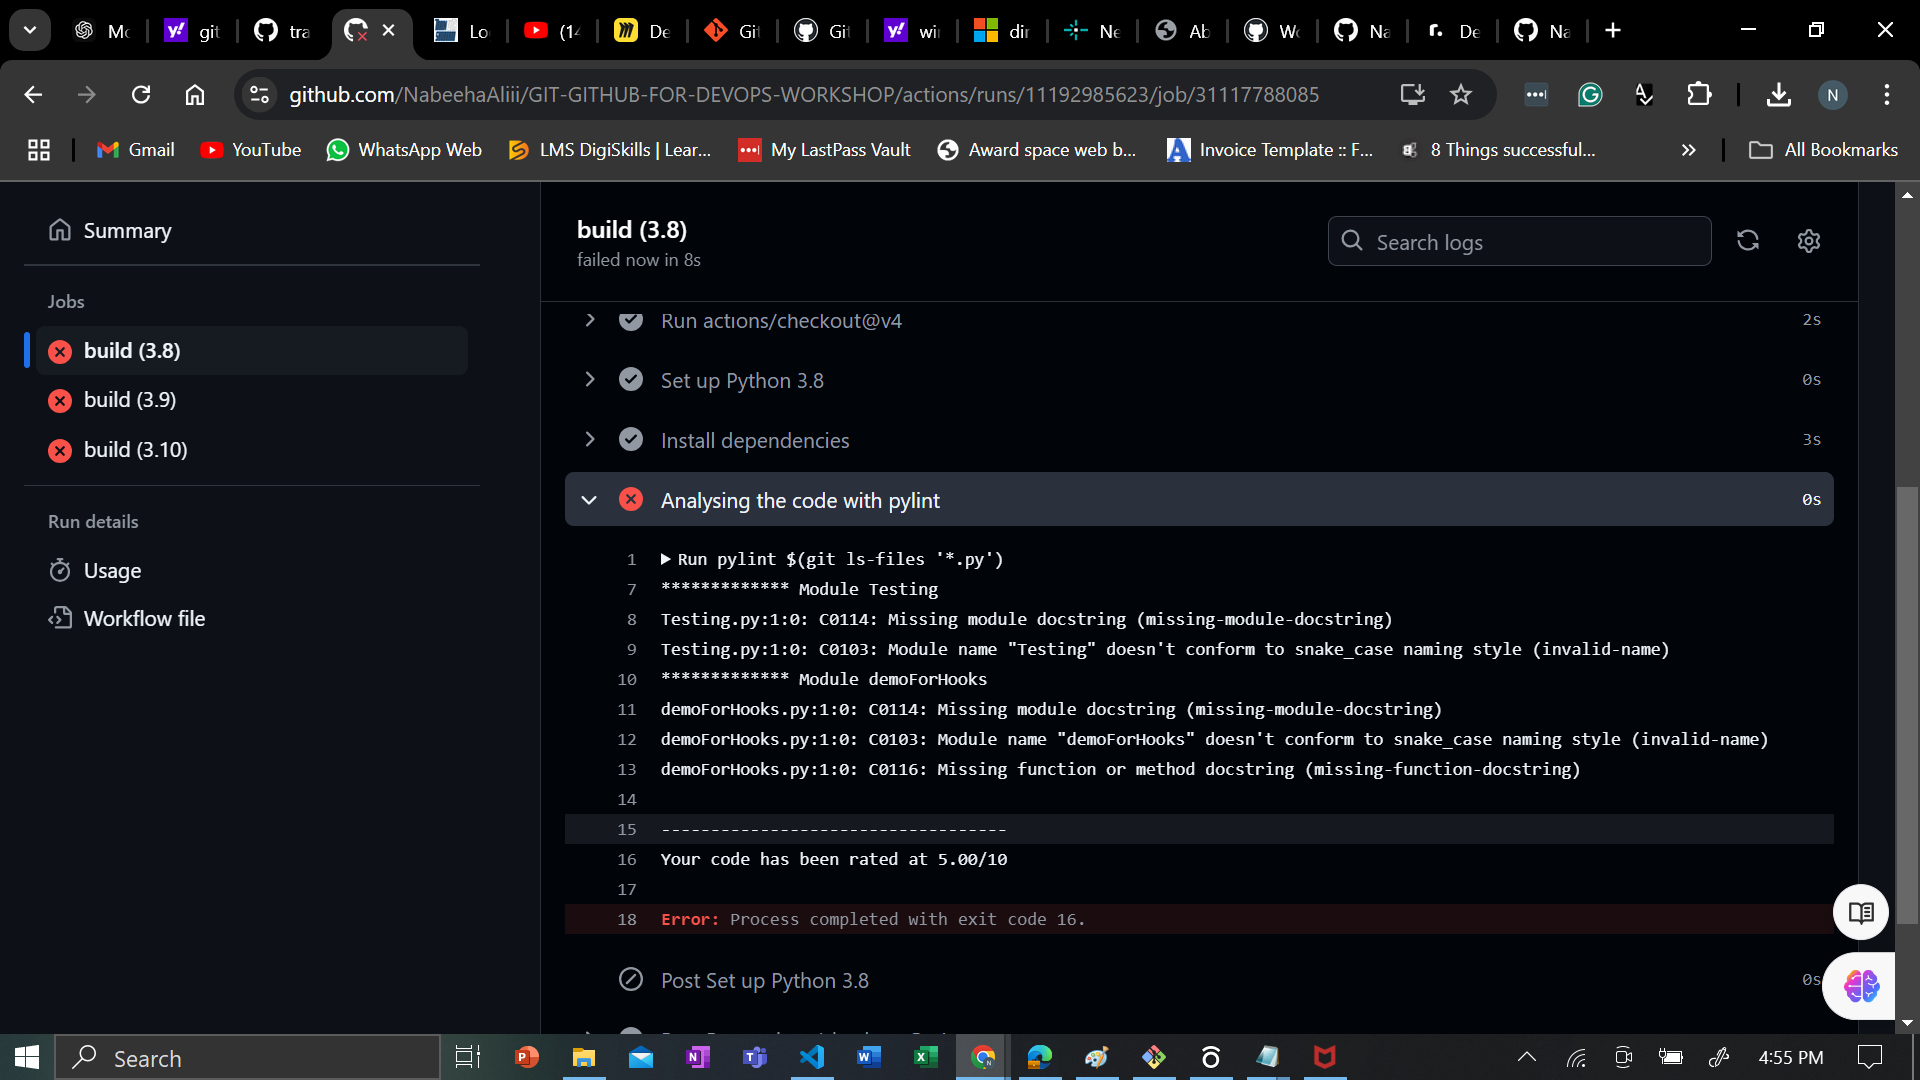 Mc
git
tra
Lo
(14
De
Git
Git
wi
dir
Ne
Ab
Wo
Na
De
Na
github.com/NabeehaAliii/GIT-GITHUB-FOR-DEVOPS-WORKSHOP/actions/runs/11192985623/job/31117788085
N
Gmail
YouTube
WhatsApp Web
LMS DigiSkills | Lear...
My LastPass Vault
Award space web b...
Invoice Template :: F...
8 Things successful...
All Bookmarks
Summary
Jobs
build (3.8)
build (3.9)
build (3.10)
Run details
Usage
Workflow file
build (3.8)
failed now in 8s
Search logs
Run actions/checkout@v4 2s
Set up Python 3.8 0s
Install dependencies 3s
Analysing the code with pylint 0s
1 Run pylint $(git ls-files '*.py')
7 ************* Module Testing
8 Testing.py:1:0: C0114: Missing module docstring (missing-module-docstring)
9 Testing.py:1:0: C0103: Module name "Testing" doesn't conform to snake_case naming style (invalid-name)
10 ************* Module demoForHooks
11 demoForHooks.py:1:0: C0114: Missing module docstring (missing-module-docstring)
12 demoForHooks.py:1:0: C0103: Module name "demoForHooks" doesn't conform to snake_case naming style (invalid-name)
13 demoForHooks.py:1:0: C0116: Missing function or method docstring (missing-function-docstring)
14
15 -----------------------------------
16 Your code has been rated at 5.00/10
17
18 Error: Process completed with exit code 16.
Post Set up Python 3.8 0s
Search
4:55 PM